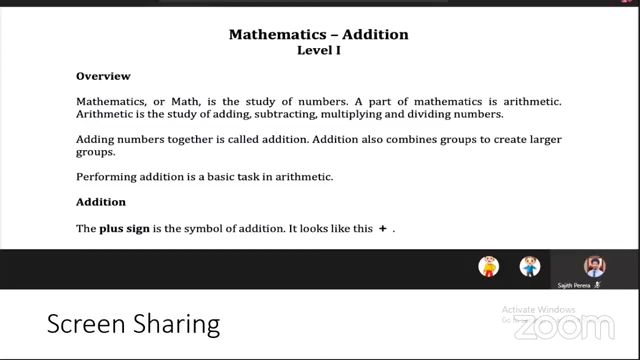 Mathematics – Addition
Level I
Overview
Mathematics, or Math, is the study of numbers. A part of mathematics is arithmetic.
Arithmetic is the study of adding, subtracting, multiplying and dividing numbers.
Adding numbers together is called addition. Addition also combines groups to create larger
groups.
Performing addition is a basic task in arithmetic.
Addition
The plus sign is the symbol of addition. It looks like this + .
Sajith Perera
Screen Sharing
Activate Windows
zoom